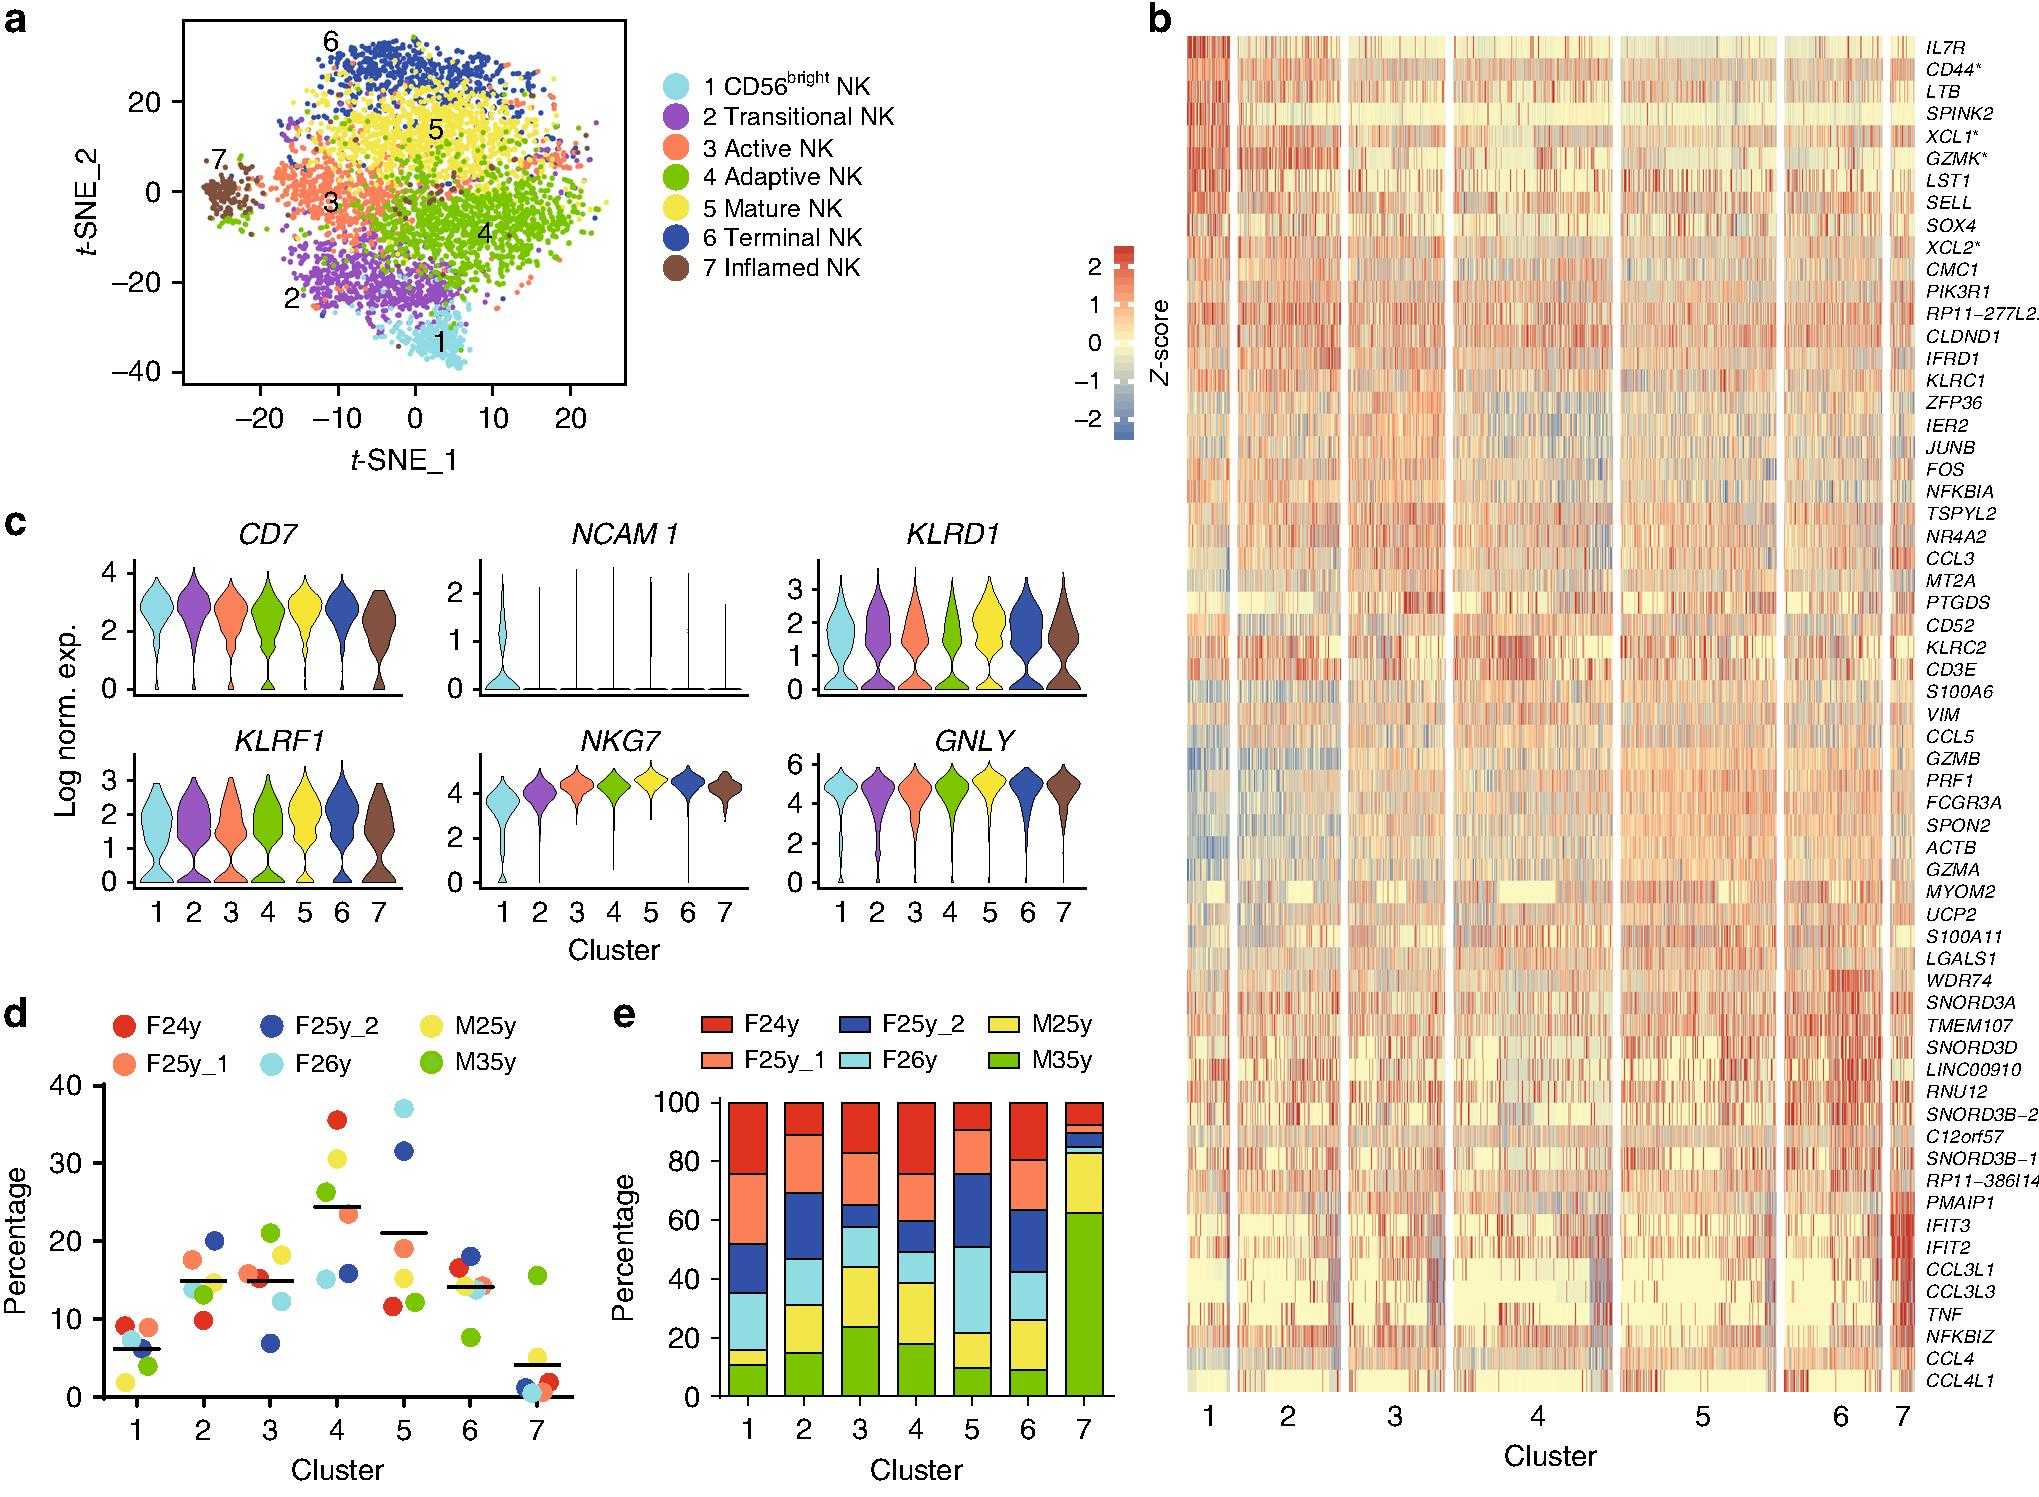 a
6
5
7
3
4
2
1
20
0
−20
−40
t-SNE_2
−20 −10 0 10 20
t-SNE_1
1 CD56bright NK
2 Transitional NK
3 Active NK
4 Adaptive NK
5 Mature NK
6 Terminal NK
7 Inflamed NK
b
2
1
0
−1
−2
Z-score
IL7R
CD44*
LTB
SPINK2
XCL1*
GZMK*
LST1
SELL
SOX4
XCL2*
CMC1
PIK3R1
RP11−277L2.
CLDND1
IFRD1
KLRC1
ZFP36
IER2
JUNB
FOS
NFKBIA
TSPYL2
NR4A2
CCL3
MT2A
PTGDS
CD52
KLRC2
CD3E
S100A6
VIM
CCL5
GZMB
PRF1
FCGR3A
SPON2
ACTB
GZMA
MYOM2
UCP2
S100A11
LGALS1
WDR74
SNORD3A
TMEM107
SNORD3D
LINC00910
RNU12
SNORD3B−2
C12orf57
SNORD3B−1
RP11−386I14
PMAIP1
IFIT3
IFIT2
CCL3L1
CCL3L3
TNF
NFKBIZ
CCL4
CCL4L1
1 2 3 4 5 6 7
Cluster
c
CD7 NCAM 1 KLRD1
4
2
0
2
1
0
3
2
1
0
Log norm. exp.
KLRF1 NKG7 GNLY
3
2
1
0
4
2
0
6
4
2
0
1 2 3 4 5 6 7 1 2 3 4 5 6 7 1 2 3 4 5 6 7
Cluster
d
F24y F25y_2 M25y
F25y_1 F26y M35y
40
30
20
10
0
Percentage
1 2 3 4 5 6 7
Cluster
e
F24y F25y_2 M25y
F25y_1 F26y M35y
100
80
60
40
20
0
Percentage
1 2 3 4 5 6 7
Cluster